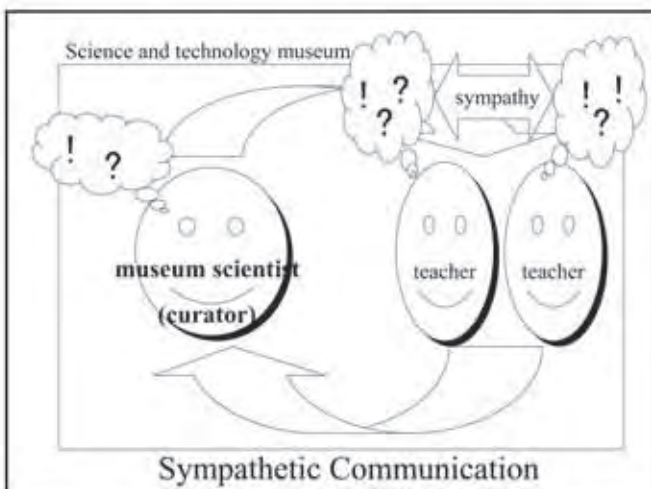 Science and technology museum
! ?
! ? ?
sympathy
! ! ?
museum scientist
(curator)
teacher
teacher
Sympathetic Communication